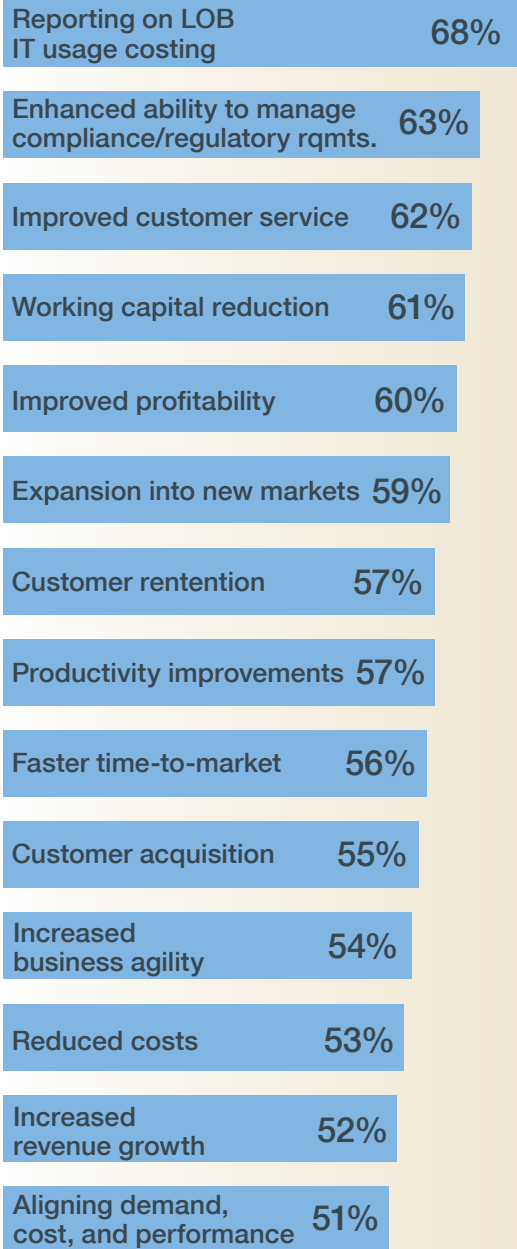 Reporting on LOB
IT usage costing 68%
Enhanced ability to manage
compliance/regulatory rqmts. 63%
Improved customer service 62%
Working capital reduction 61%
Improved profitability 60%
Expansion into new markets 59%
Customer rentention 57%
Productivity improvements 57%
Faster time-to-market 56%
Customer acquisition 55%
Increased
business agility 54%
Reduced costs 53%
Increased
revenue growth 52%
Aligning demand,
cost, and performance 51%